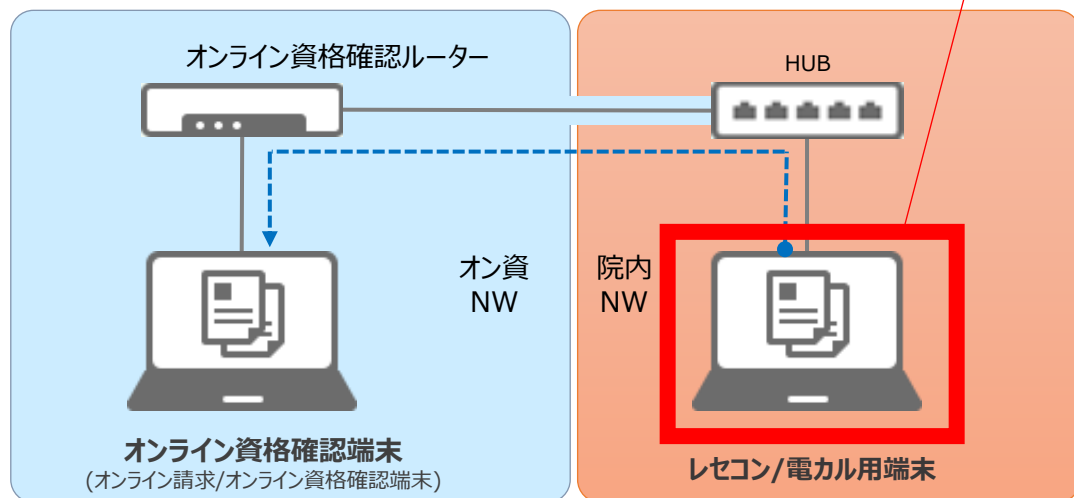 オンライン資格確認ルーター
HUB
オン資
NW
院内
NW
オンライン資格確認端末
(オンライン請求/オンライン資格確認端末)
レセコン/電カル用端末